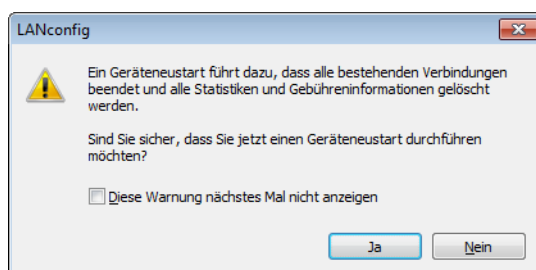 LANconfig
Ein Geräteneustart führt dazu, dass alle bestehenden Verbindungen
beendet und alle Statistiken und Gebühreninformationen gelöscht
werden.
Sind Sie sicher, dass Sie jetzt einen Geräteneustart durchführen
möchten?
Diese Warnung nächstes Mal nicht anzeigen
Ja
Nein